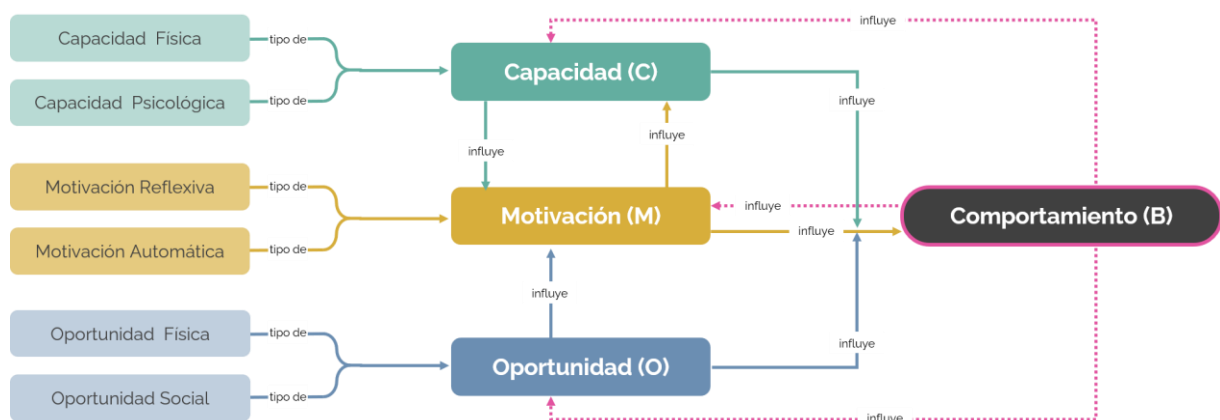 influye
Capacidad Física
tipo de
Capacidad (C)
Capacidad Psicológica
tipo de
influye
influye
influye
Motivación Reflexiva
tipo de
Motivación (M)
influye
Comportamiento (B)
influye
Motivación Automática
tipo de
influye
Oportunidad Física
tipo de
influye
Oportunidad (O)
Oportunidad Social
tipo de
influye